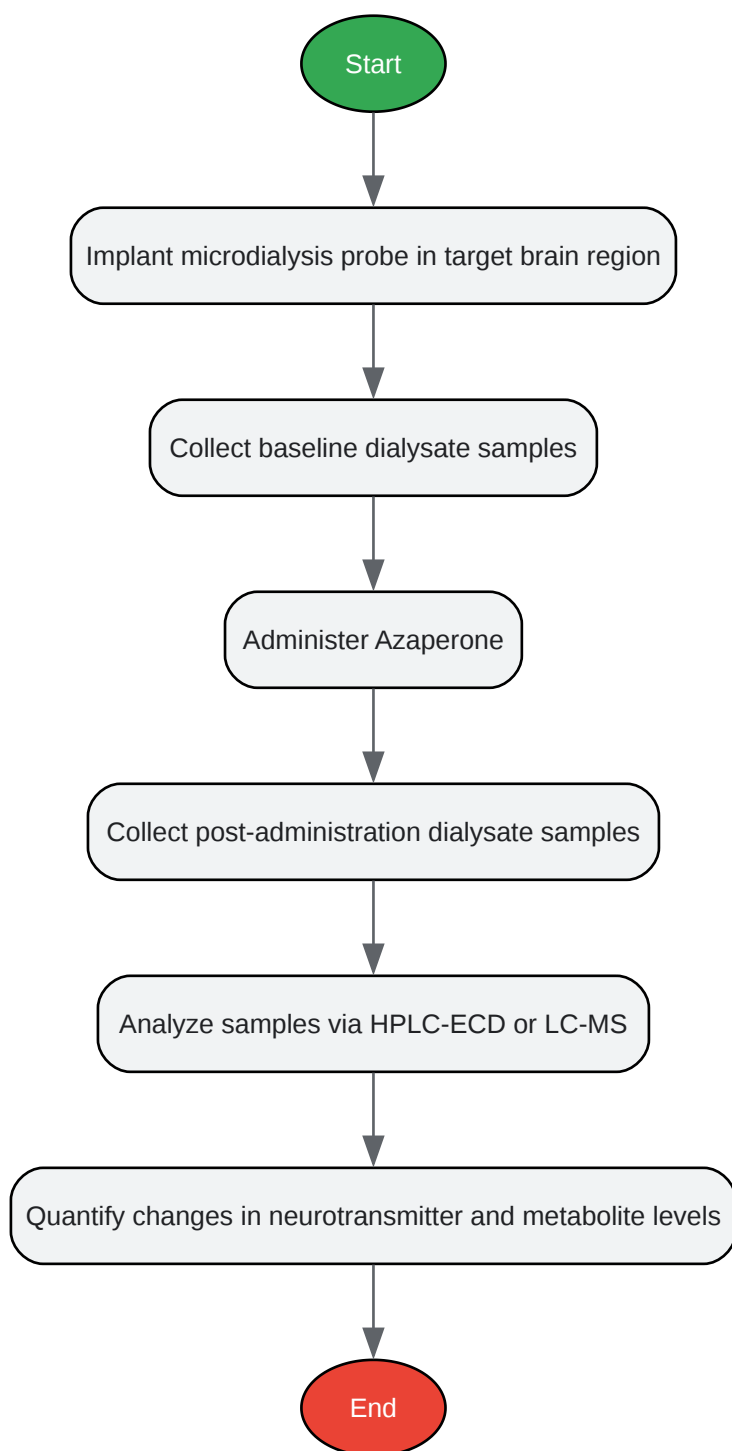 Start
Implant microdialysis probe in target brain region
Collect baseline dialysate samples
Administer Azaperone
Collect post-administration dialysate samples
Analyze samples via HPLC-ECD or LC-MS
Quantify changes in neurotransmitter and metabolite levels
End